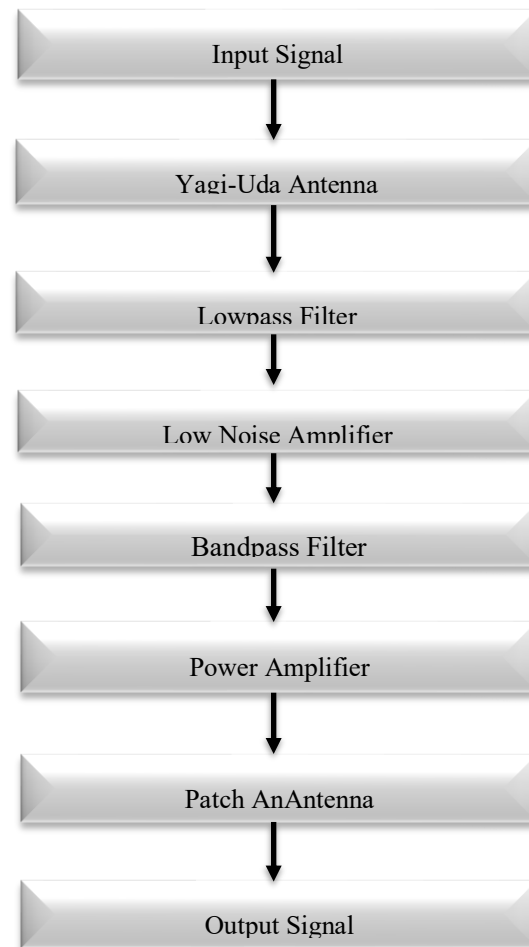 Input Signal
Yagi-Uda Antenna
Lowpass Filter
Low Noise Amplifier
Bandpass Filter
Power Amplifier
Patch AnAntenna
Output Signal